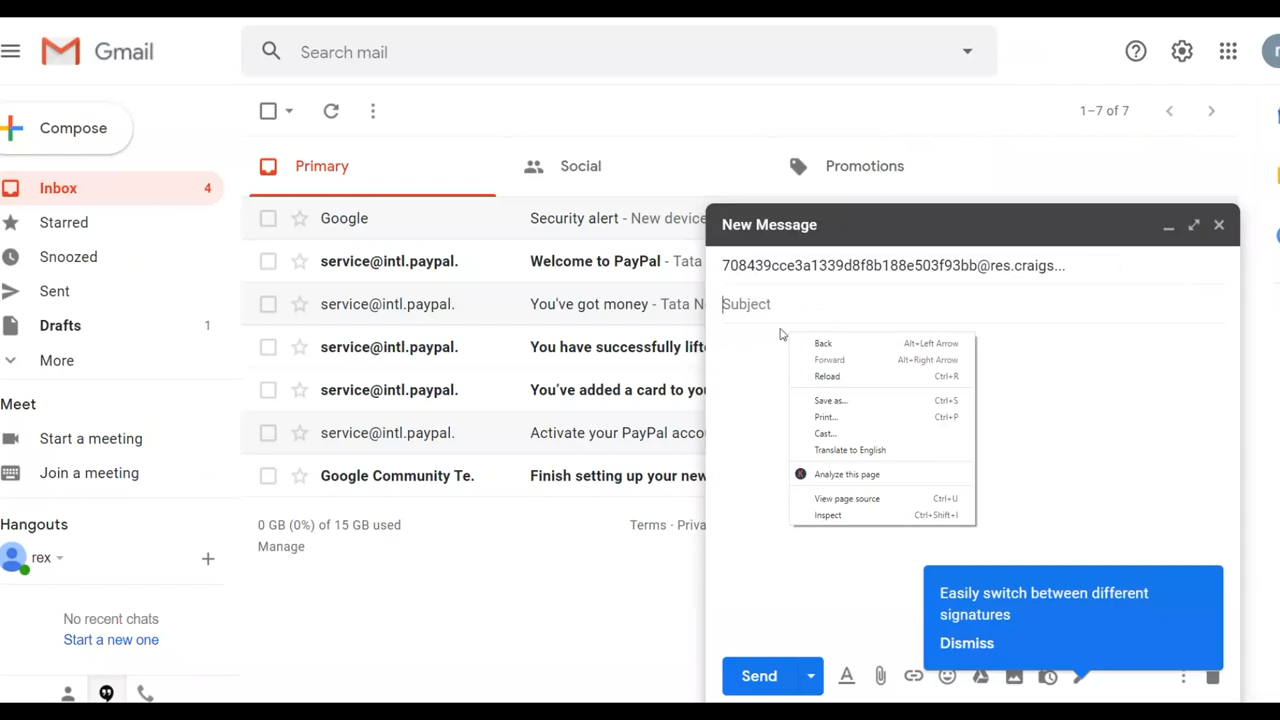 Gmail
Search mail
Compose
1–7 of 7
Inbox 4
Primary
Social
Promotions
Starred
Snoozed
Sent
Drafts 1
More
Google Security alert - New device
service@intl.paypal. Welcome to PayPal - Tata
service@intl.paypal. You've got money - Tata N
service@intl.paypal. You have successfully lift
service@intl.paypal. You've added a card to you
service@intl.paypal. Activate your PayPal acco
Google Community Te. Finish setting up your new
0 GB (0%) of 15 GB used
Manage
Terms - Priva
Meet
Start a meeting
Join a meeting
Hangouts
rex
No recent chats
Start a new one
New Message
708439cce3a1339d8f8b188e503f93bb@res.craigs...
Subject
Back Alt+Left Arrow
Forward Alt+Right Arrow
Reload Ctrl+R
Save as... Ctrl+S
Print... Ctrl+P
Cast...
Translate to English
Analyze this page
View page source Ctrl+U
Inspect Ctrl+Shift+I
Easily switch between different
signatures
Dismiss
Send